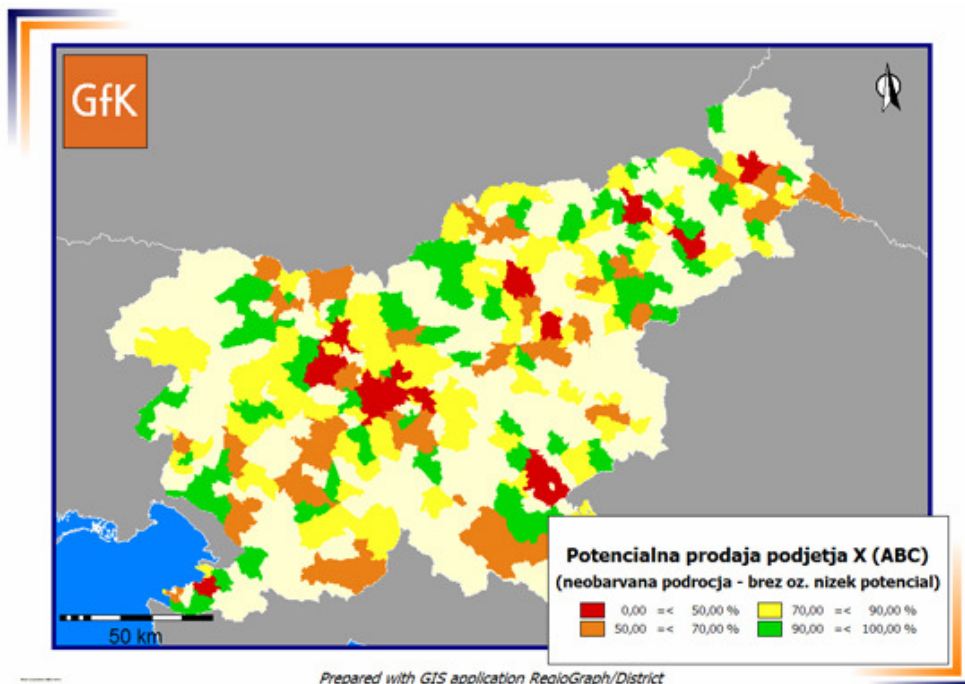 GfK
Potencialna prodaja podjetja X (ABC)
(neobarvana podrocja - brez oz. nizek potencial)
0,00 =< 50,00 %
50,00 =< 70,00 %
70,00 =< 90,00 %
90,00 =< 100,00 %
50 km
Prepared with GIS application RegioGraph/District